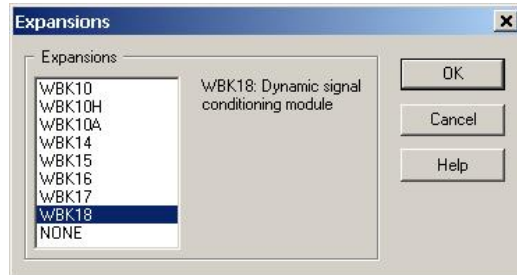 Expansions
Expansions
WBK10
WBK10H
WBK10A
WBK14
WBK15
WBK16
WBK17
WBK18
NONE
WBK18: Dynamic signal
conditioning module
OK
Cancel
Help